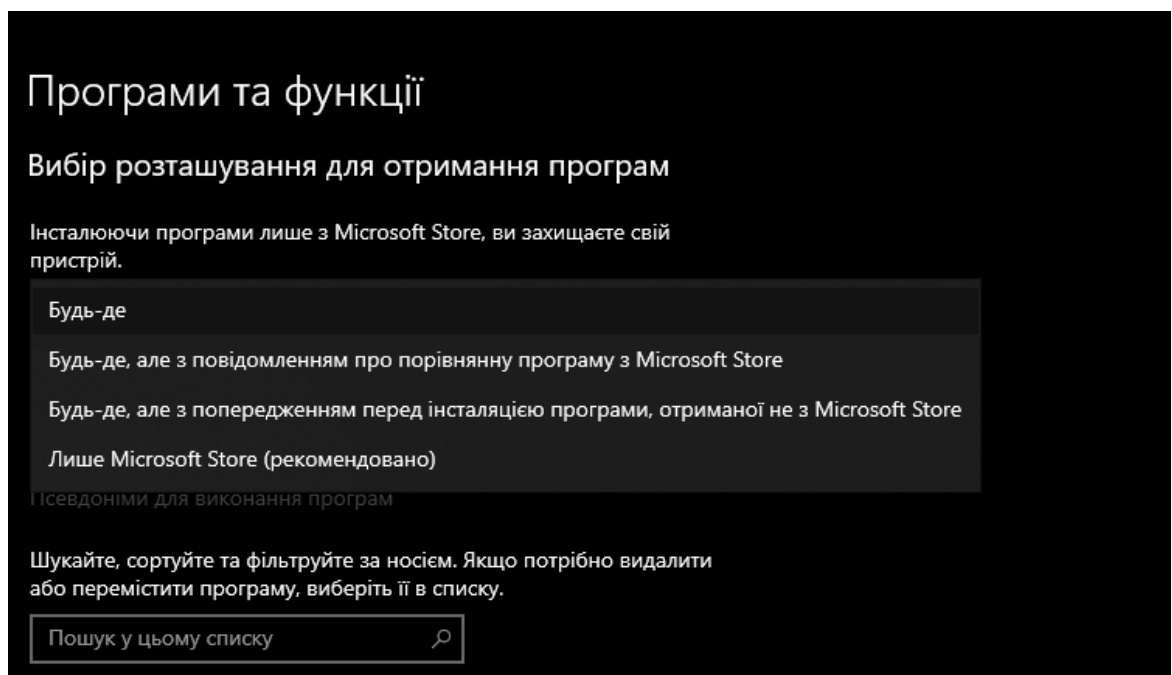 Програми та функції
Вибір розташування для отримання програм
Інсталюючи програми лише з Microsoft Store, ви захищаєте свій
пристрій.
Будь-де
Будь-де, але з повідомленням про порівнянну програму з Microsoft Store
Будь-де, але з попередженням перед інсталяцією програми, отриманої не з Microsoft Store
Лише Microsoft Store (рекомендовано)
Псевдоніми для виконання програм
Шукайте, сортуйте та фільтруйте за носієм. Якщо потрібно видалити
або перемістити програму, виберіть її в списку.
Пошук у цьому списку